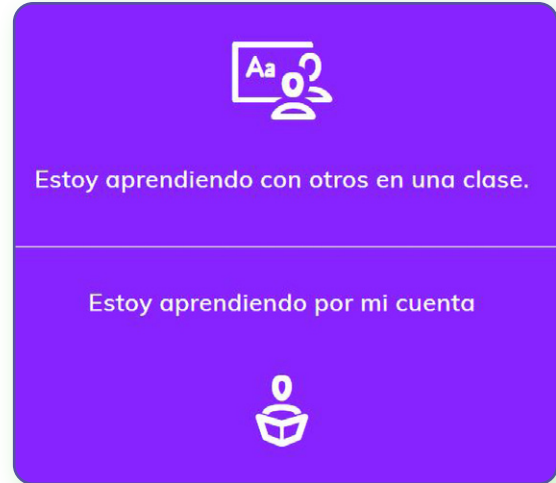 Aa
Estoy aprendiendo con otros en una clase.
Estoy aprendiendo por mi cuenta